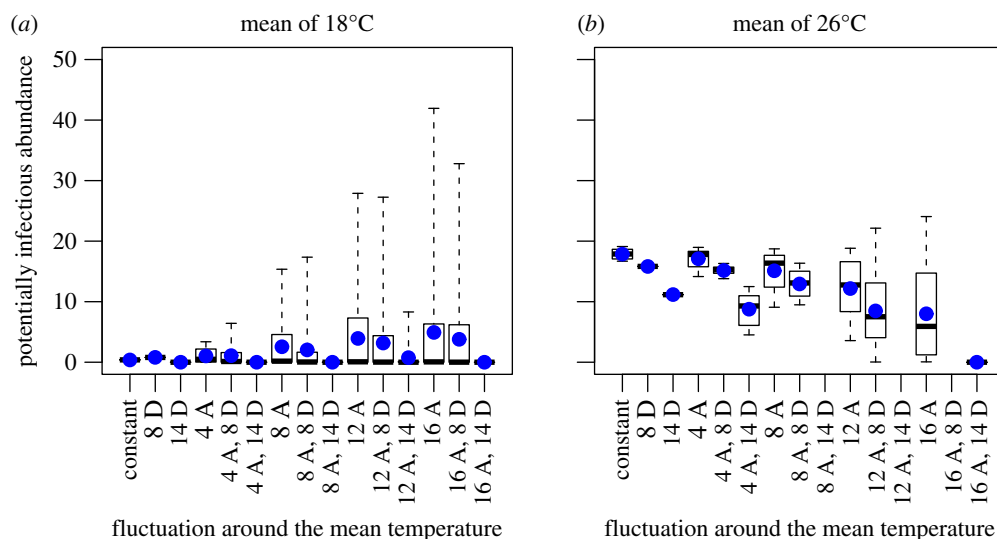 (a) mean of 18°C
(b) mean of 26°C
potentially infectious abundance
50
40
30
20
10
0
constant
8 D
14 D
4 A
4 A, 8 D
4 A, 14 D
8 A
8 A, 8 D
8 A, 14 D
12 A
12 A, 8 D
12 A, 14 D
16 A
16 A, 8 D
16 A, 14 D
constant
8 D
14 D
4 A
4 A, 8 D
4 A, 14 D
8 A
8 A, 8 D
8 A, 14 D
12 A
12 A, 8 D
12 A, 14 D
16 A
16 A, 8 D
16 A, 14 D
fluctuation around the mean temperature
fluctuation around the mean temperature